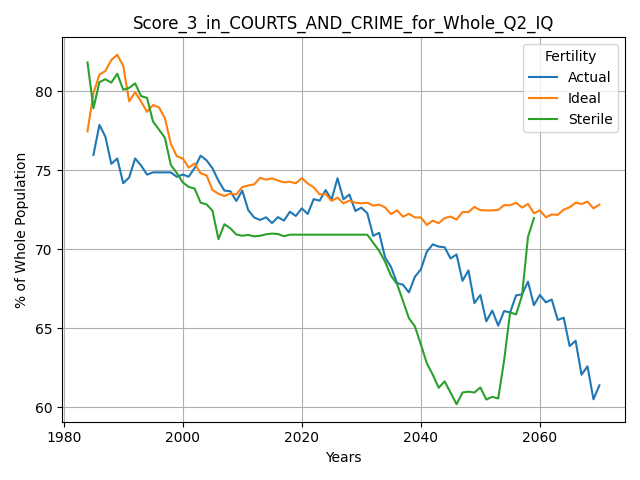 Score_3_in_COURTS_AND_CRIME_for_Whole_Q2_IQ
Fertility
Actual
Ideal
Sterile
% of Whole Population
80
75
70
65
60
1980
2000
2020
2040
2060
Years